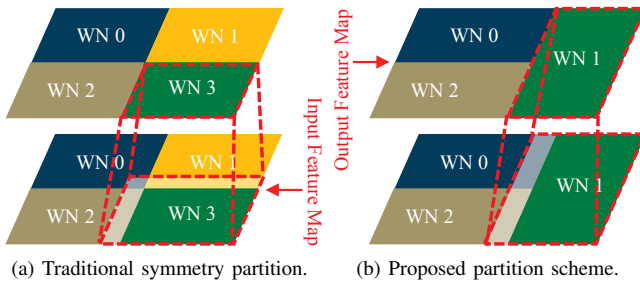 WN 0
WN 1
WN 2
WN 3
WN 0
WN 1
WN 2
WN 3
Input Feature Map
Output Feature Map
WN 0
WN 1
WN 2
WN 0
WN 1
WN 2
(a) Traditional symmetry partition.
(b) Proposed partition scheme.